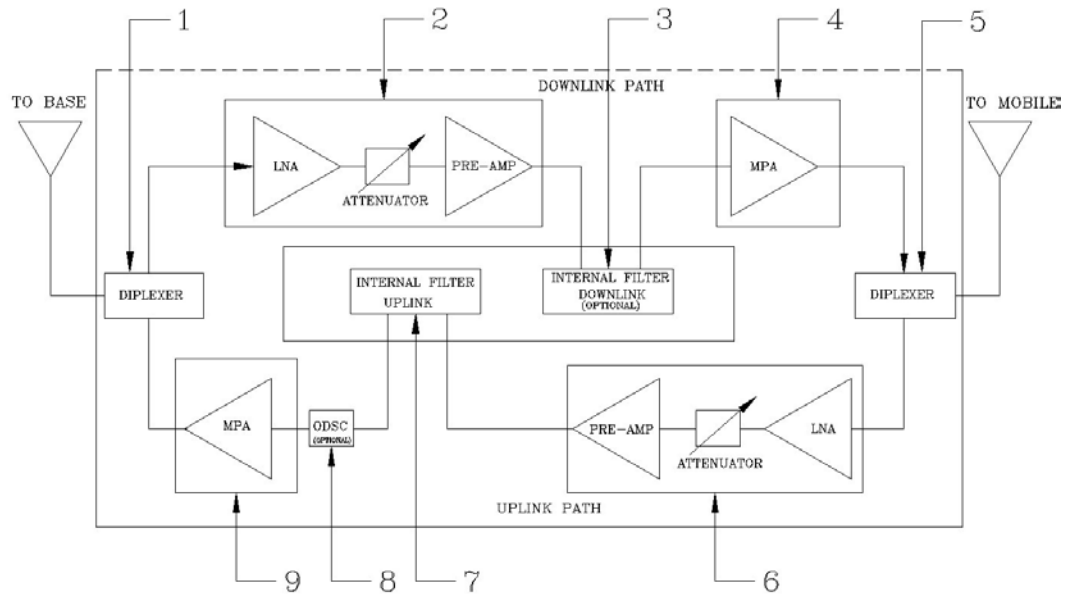 1
2
3
4
5
DOWNLINK PATH
TO BASE
TO MOBILE
LNA
PRE-AMP
MPA
ATTENUATOR
INTERNAL FILTER
UPLINK
INTERNAL FILTER
DOWNLINK
(OPTIONAL)
DIPLEXER
DIPLEXER
MPA
ODSC
(OPTIONAL)
PRE-AMP
LNA
ATTENUATOR
UPLINK PATH
9
8
7
6